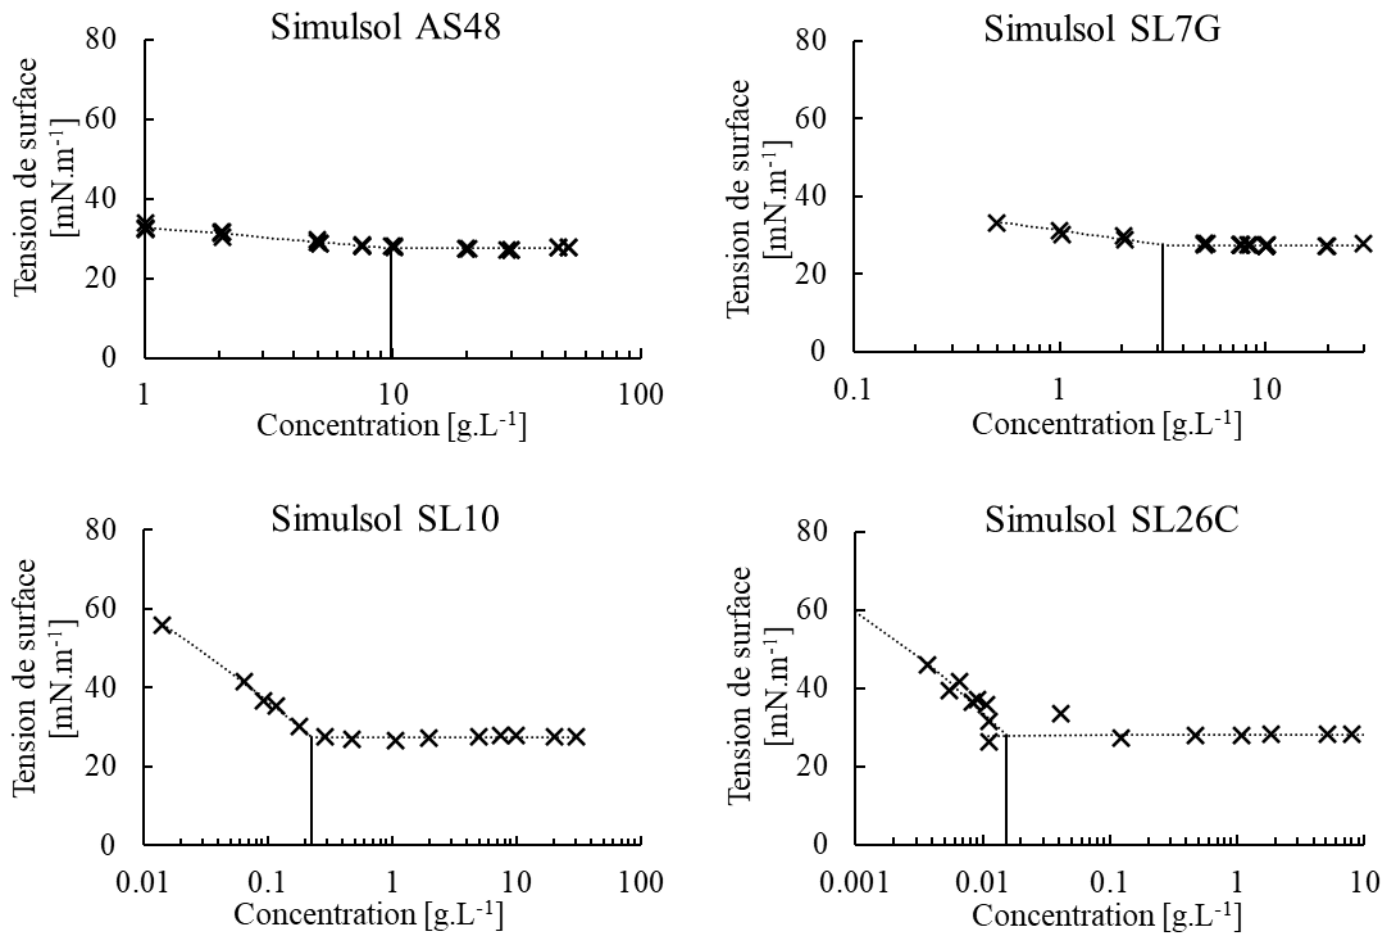 Simulsol AS48
Tension de surface
[mN.m-1]
80
60
40
20
0
1
10
100
Concentration [g.L-1]
Simulsol SL7G
Tension de surface
[mN.m-1]
80
60
40
20
0
0.1
1
10
Concentration [g.L-1]
Simulsol SL10
Tension de surface
[mN.m-1]
80
60
40
20
0
0.01
0.1
1
10
100
Concentration [g.L-1]
Simulsol SL26C
Tension de surface
[mN.m-1]
80
60
40
20
0
0.001
0.01
0.1
1
10
Concentration [g.L-1]